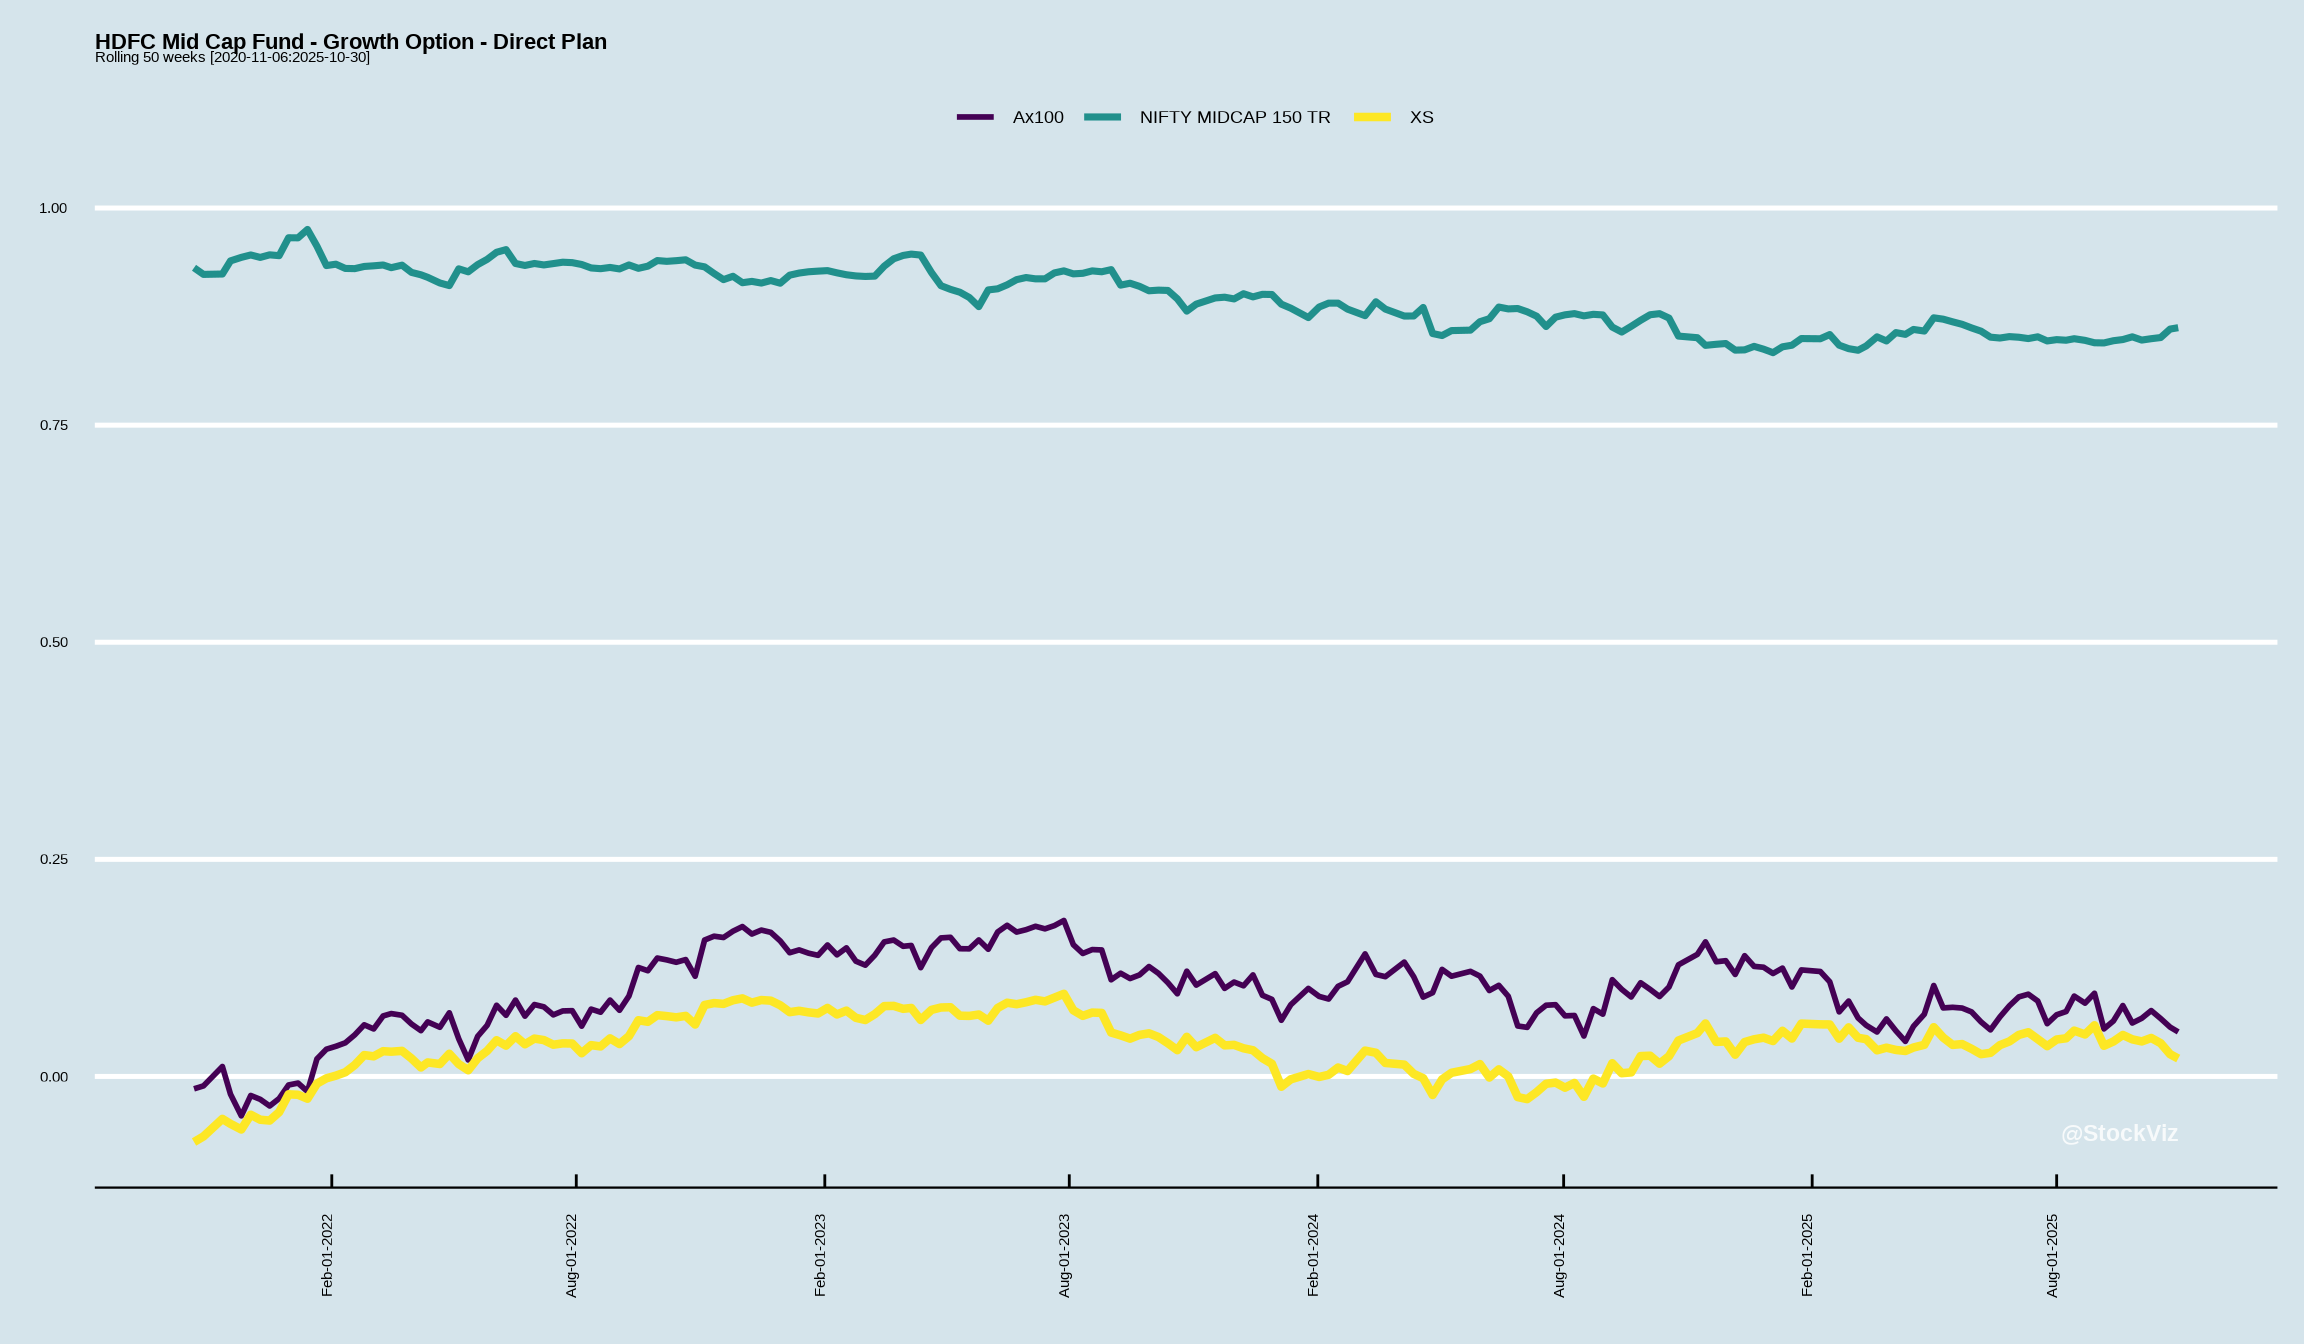 HDFC Mid Cap Fund - Growth Option - Direct Plan
Rolling 50 weeks [2020-11-06:2025-10-30]
Ax100 NIFTY MIDCAP 150 TR XS
1.00
0.75
0.50
0.25
0.00
@StockViz
Feb-01-2022
Aug-01-2022
Feb-01-2023
Aug-01-2023
Feb-01-2024
Aug-01-2024
Feb-01-2025
Aug-01-2025